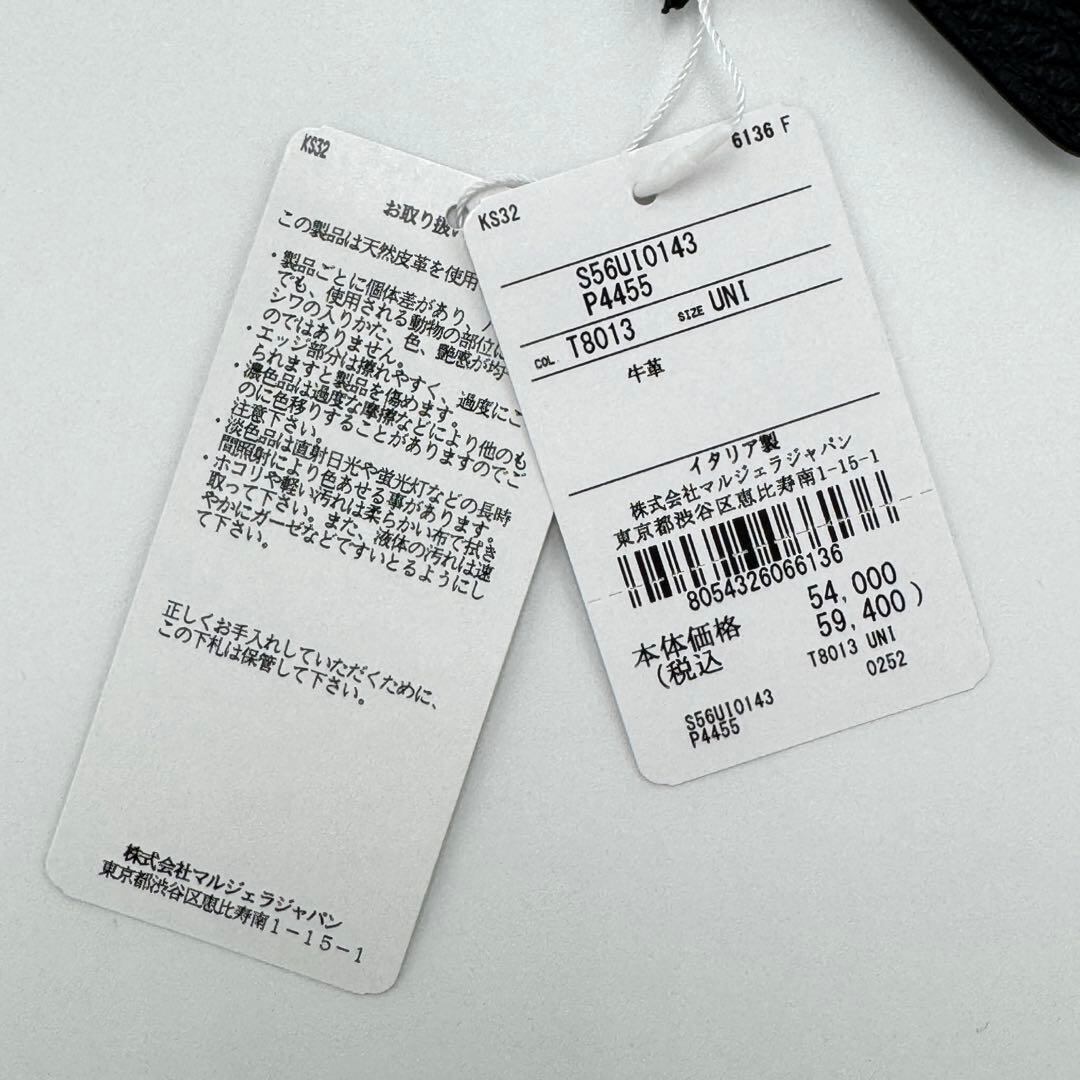 KS32
お取り扱い
この製品は天然皮革を使用
・製品ごとに個体差があり、
でも、使用される動物の部位に
シワの入りかた、色、艶感が均
のではありません。
・エッジ部分は擦れやすく、過度にこ
られますと製品を傷めます。
・濃色品は過度な摩擦などにより他のも
のに色移りすることがありますのでご
注意下さい。
・淡色品は直射日光や蛍光灯などの長時
間照射により色あせる事があります。
・ホコリや軽い汚れは柔らかい布で拭き
取って下さい。また、液体の汚れは速
やかにガーゼなどですいとるようにし
て下さい。
正しくお手入れしていただくために、
この下札は保管して下さい。
株式会社マルジェラジャパン
東京都渋谷区恵比寿南1-15-1
6136 F
KS32
S56UI0143
P4455
COL T8013 SIZE UNI
牛革
イタリア製
株式会社マルジェラジャパン
東京都渋谷区恵比寿南1-15-1
8054326066136
本体価格 54,000
(税込 59,400)
T8013 UNI
0252
S56UI0143
P4455